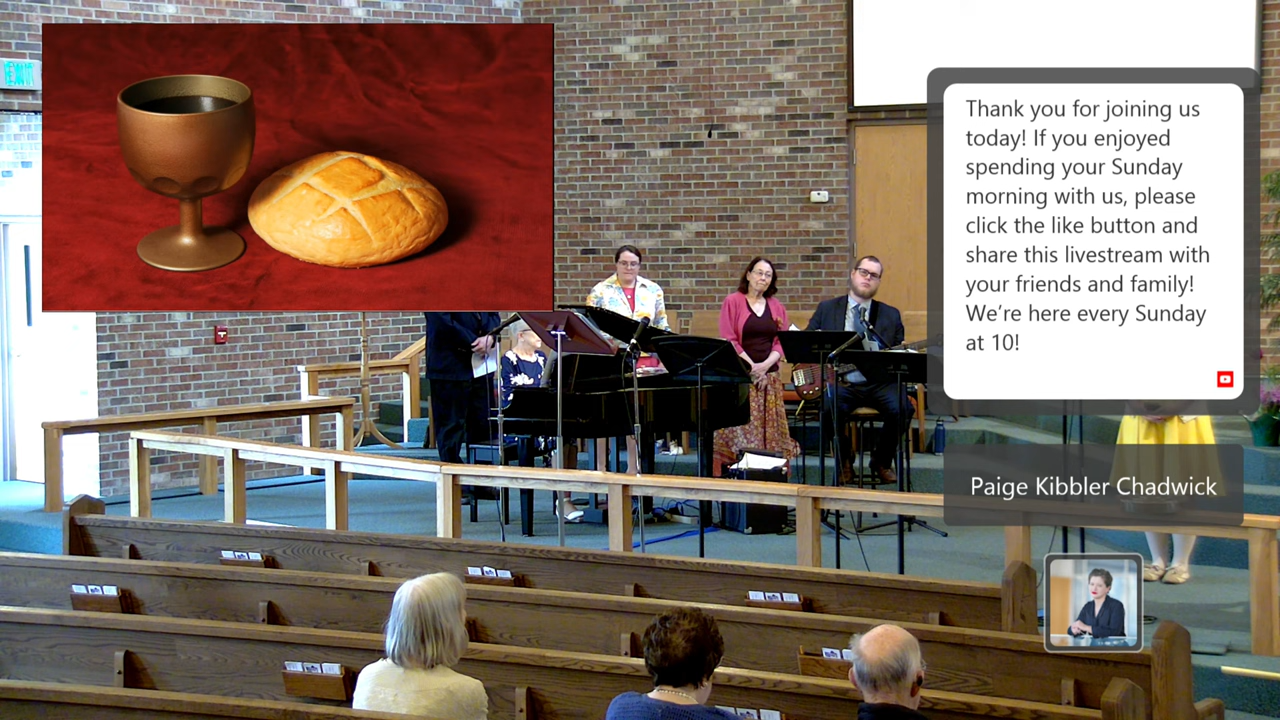 Thank you for joining us
today! If you enjoyed
spending your Sunday
morning with us, please
click the like button and
share this livestream with
your friends and family!
We’re here every Sunday
at 10!
Paige Kibbler Chadwick